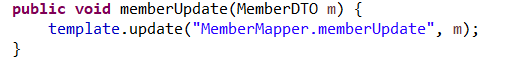 public void memberUpdate(MemberDTO m) {
    template.update("MemberMapper.memberUpdate", m);
}